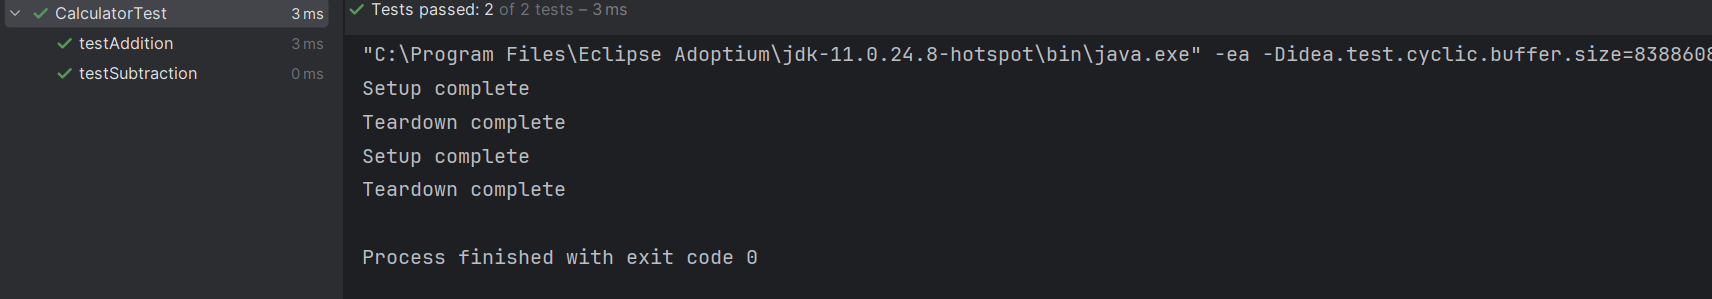 CalculatorTest 3 ms
testAddition 3 ms
testSubtraction 0 ms
Tests passed: 2 of 2 tests – 3 ms
"C:\Program Files\Eclipse Adoptium\jdk-11.0.24.8-hotspot\bin\java.exe" -ea -Didea.test.cyclic.buffer.size=8388608
Setup complete
Teardown complete
Setup complete
Teardown complete
Process finished with exit code 0